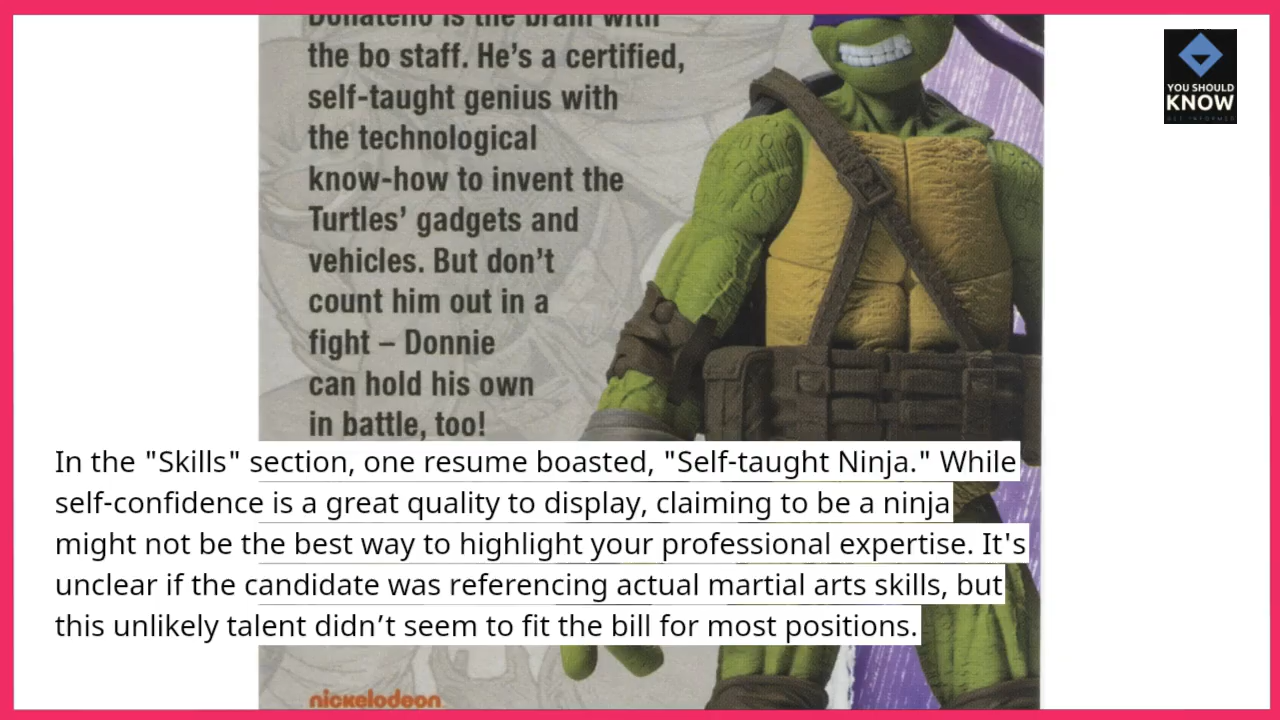 Donatello is the brain with
the bo staff. He's a certified,
self-taught genius with
the technological
know-how to invent the
Turtles' gadgets and
vehicles. But don't
count him out in a
fight – Donnie
can hold his own
in battle, too!
YOU SHOULD
KNOW
In the "Skills" section, one resume boasted, "Self-taught Ninja." While
self-confidence is a great quality to display, claiming to be a ninja
might not be the best way to highlight your professional expertise. It's
unclear if the candidate was referencing actual martial arts skills, but
this unlikely talent didn’t seem to fit the bill for most positions.
nickelodeon